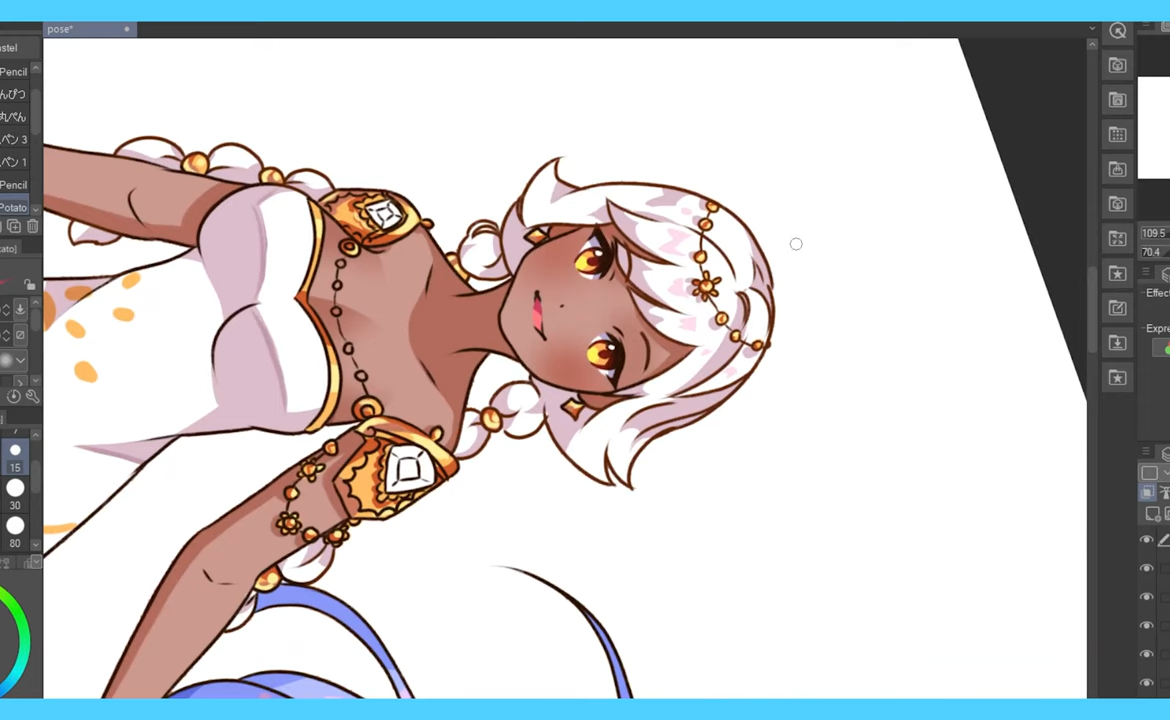 pose*
stel
Pencil
んぴつ
丸ぺん
ペン 3
ペン 1
Pencil
Potato
ato]
15
30
80
109.5
70.4
Effec
Expre